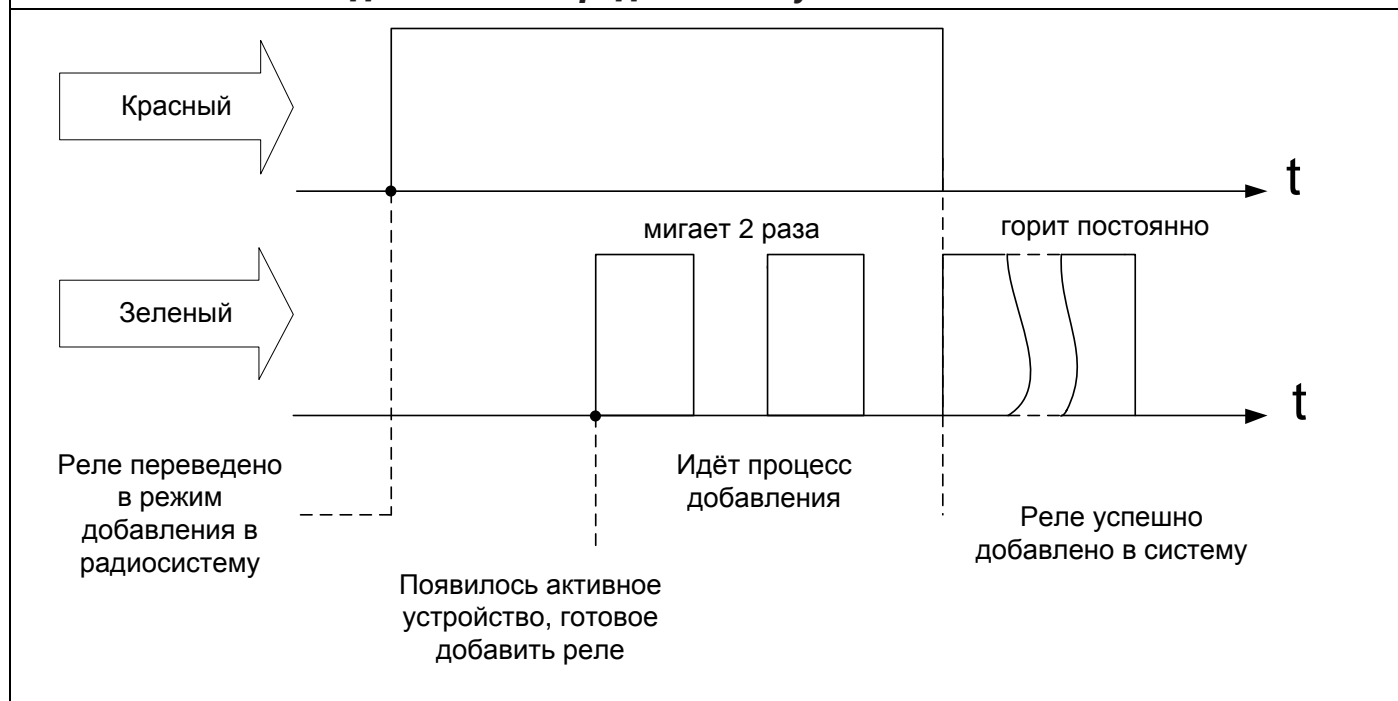 Красный
t
мигает 2 раза
горит постоянно
Зеленый
t
Реле переведено
в режим
добавления в
радиосистему
Идёт процесс
добавления
Реле успешно
добавлено в систему
Появилось активное
устройство, готовое
добавить реле